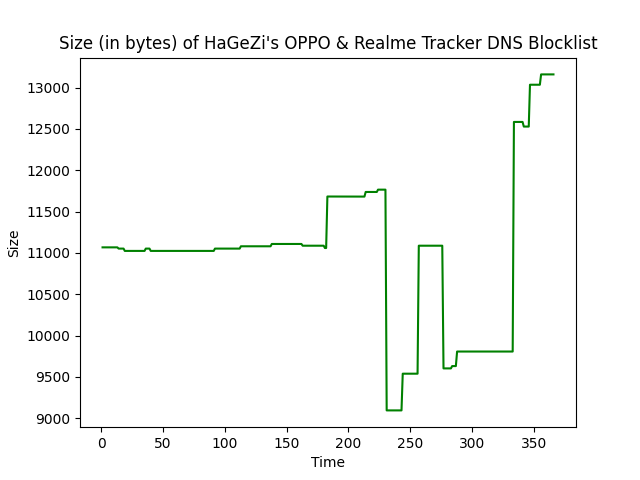 Size (in bytes) of HaGeZi's OPPO & Realme Tracker DNS Blocklist
13000
12500
12000
11500
11000
10500
10000
9500
9000
Size
0 50 100 150 200 250 300 350
Time